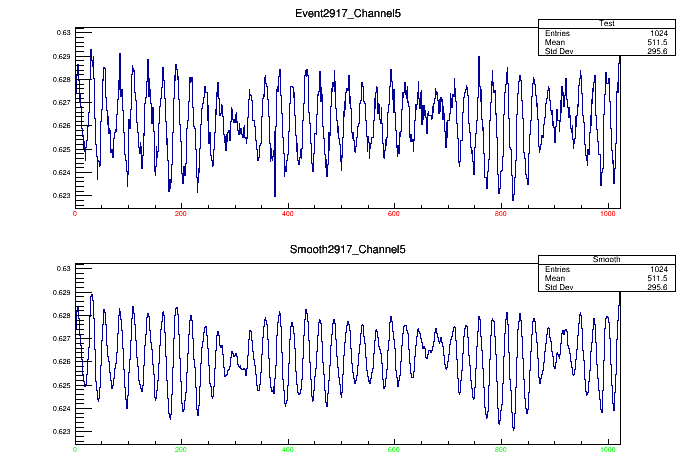 Event2917_Channel5
Test
Entries 1024
Mean 511.5
Std Dev 295.6
0.63
0.629
0.628
0.627
0.626
0.625
0.624
0.623
0 200 400 600 800 1000
Smooth2917_Channel5
Smooth
Entries 1024
Mean 511.5
Std Dev 295.6
0.63
0.629
0.628
0.627
0.626
0.625
0.624
0.623
0 200 400 600 800 1000